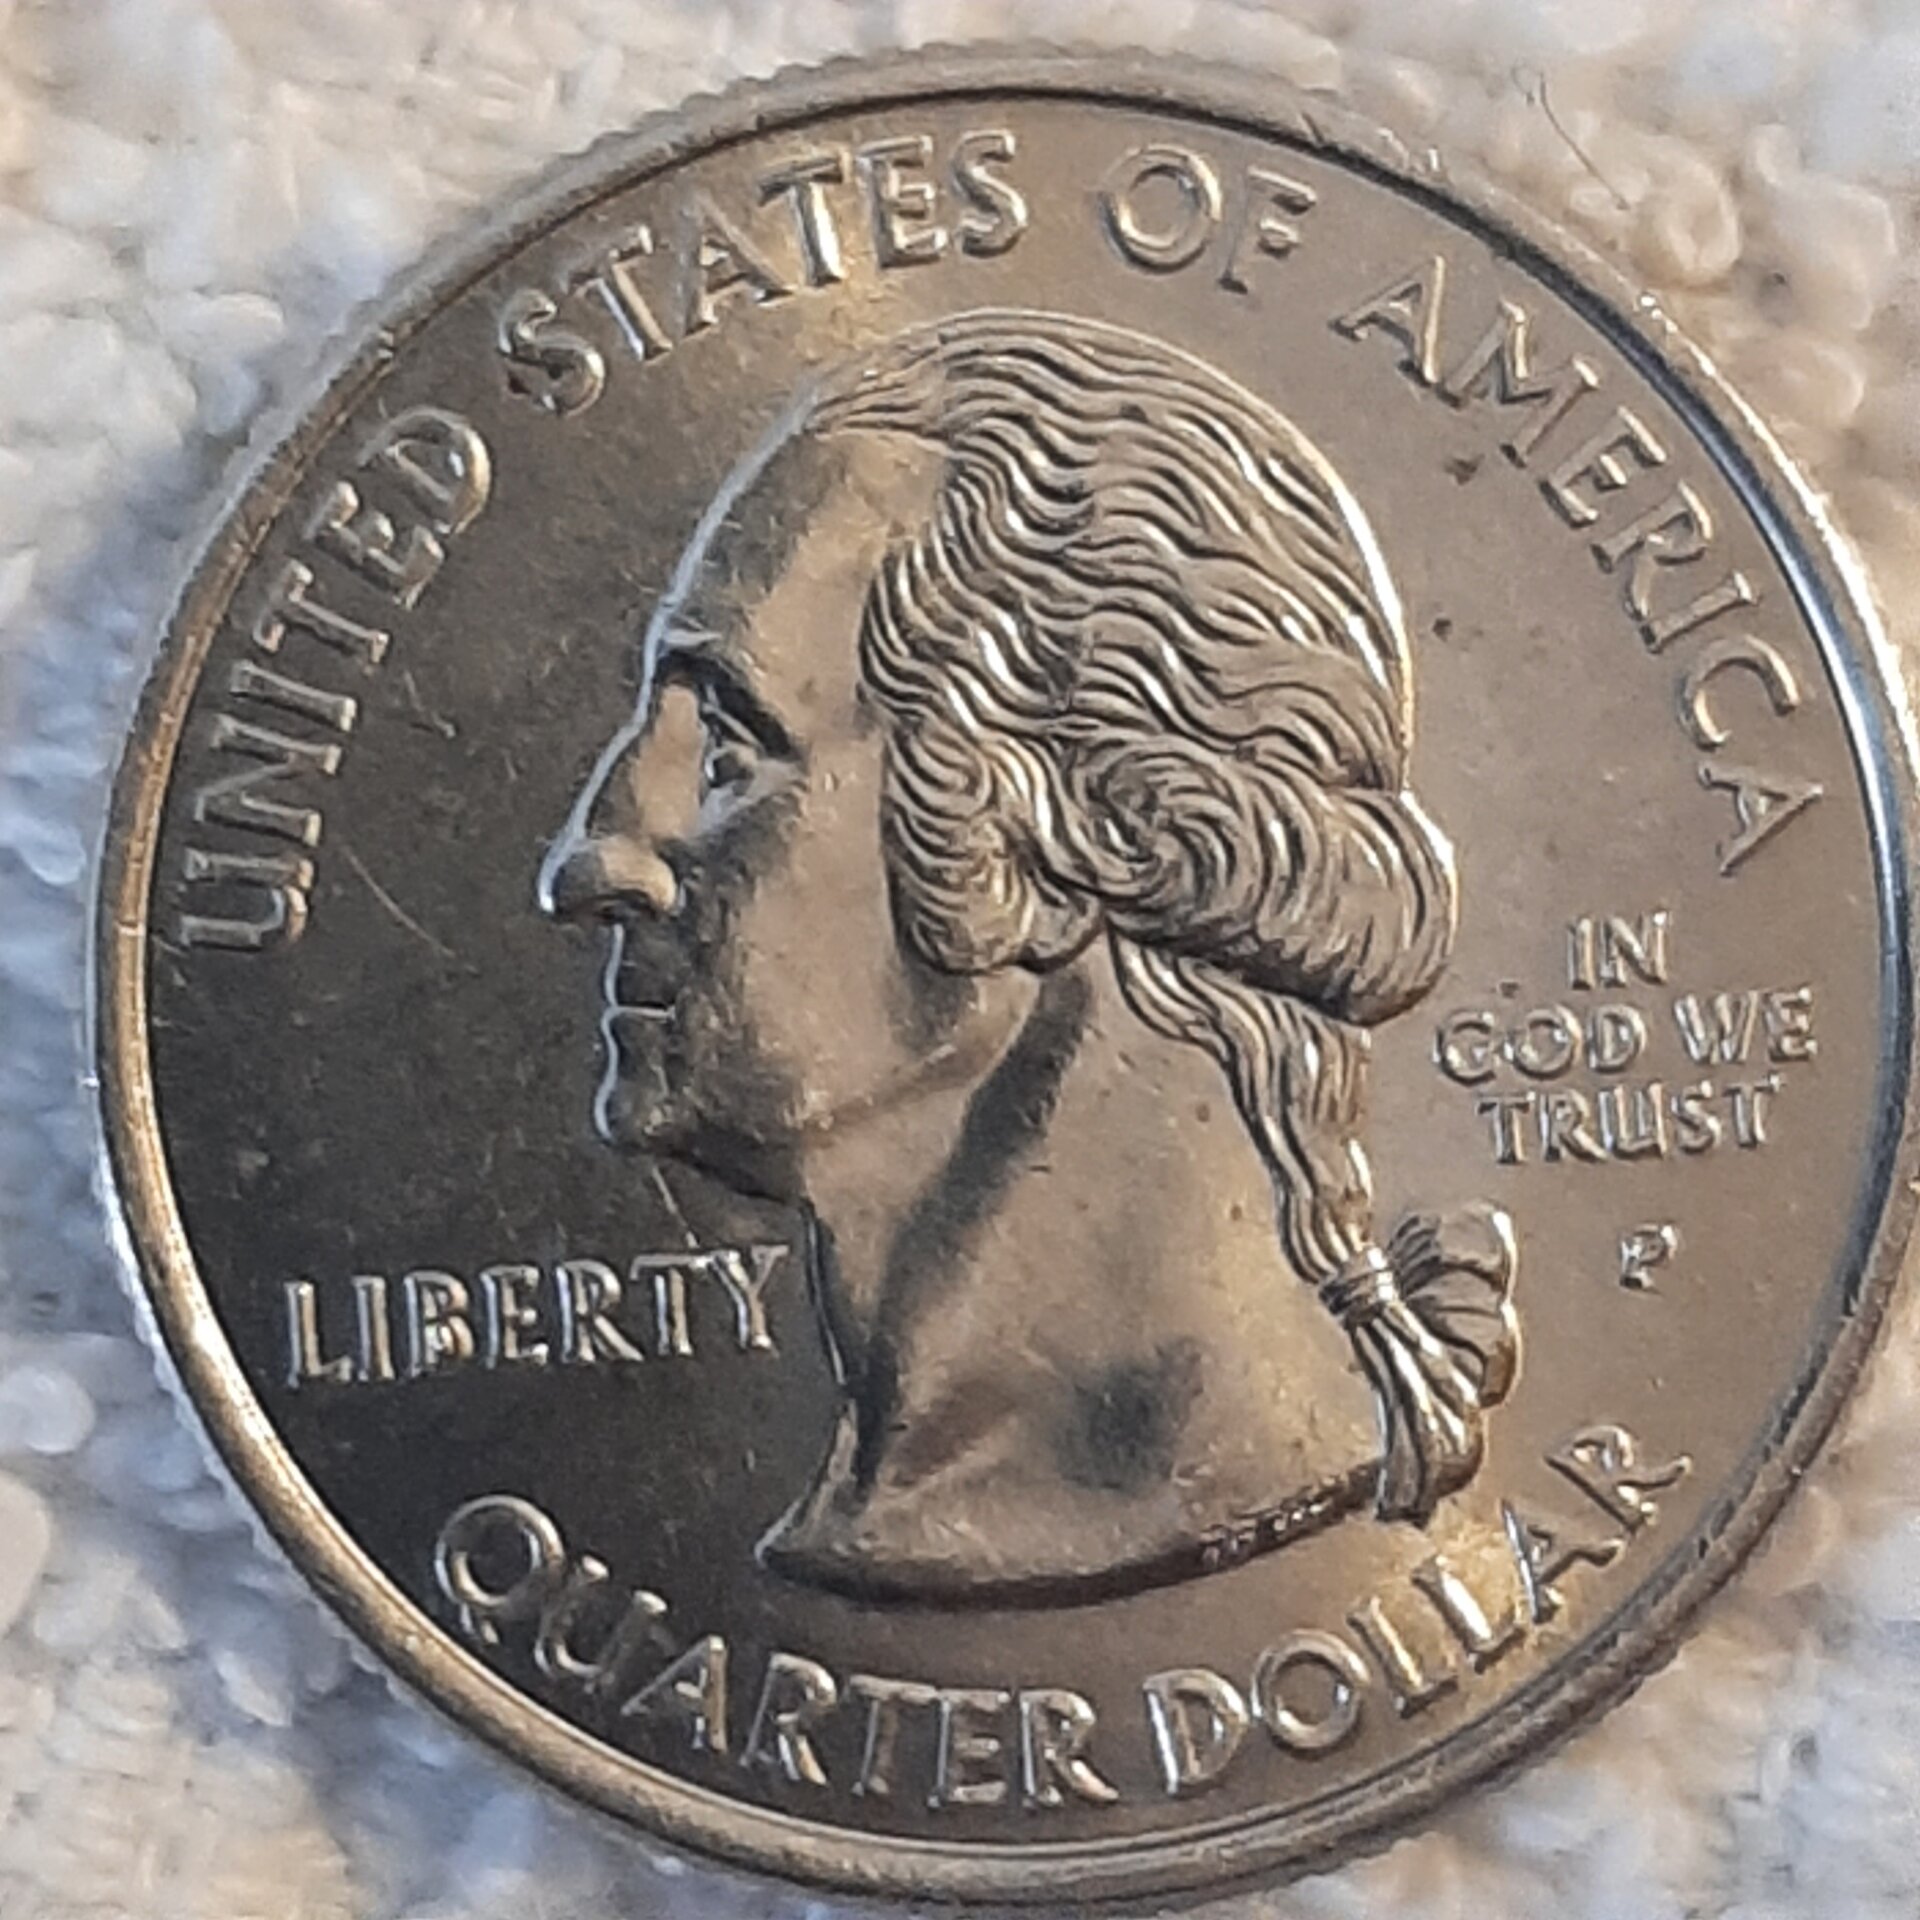 UNITED STATES OF AMERICA
IN
GOD WE
TRUST
P
LIBERTY
QUARTER DOLLAR